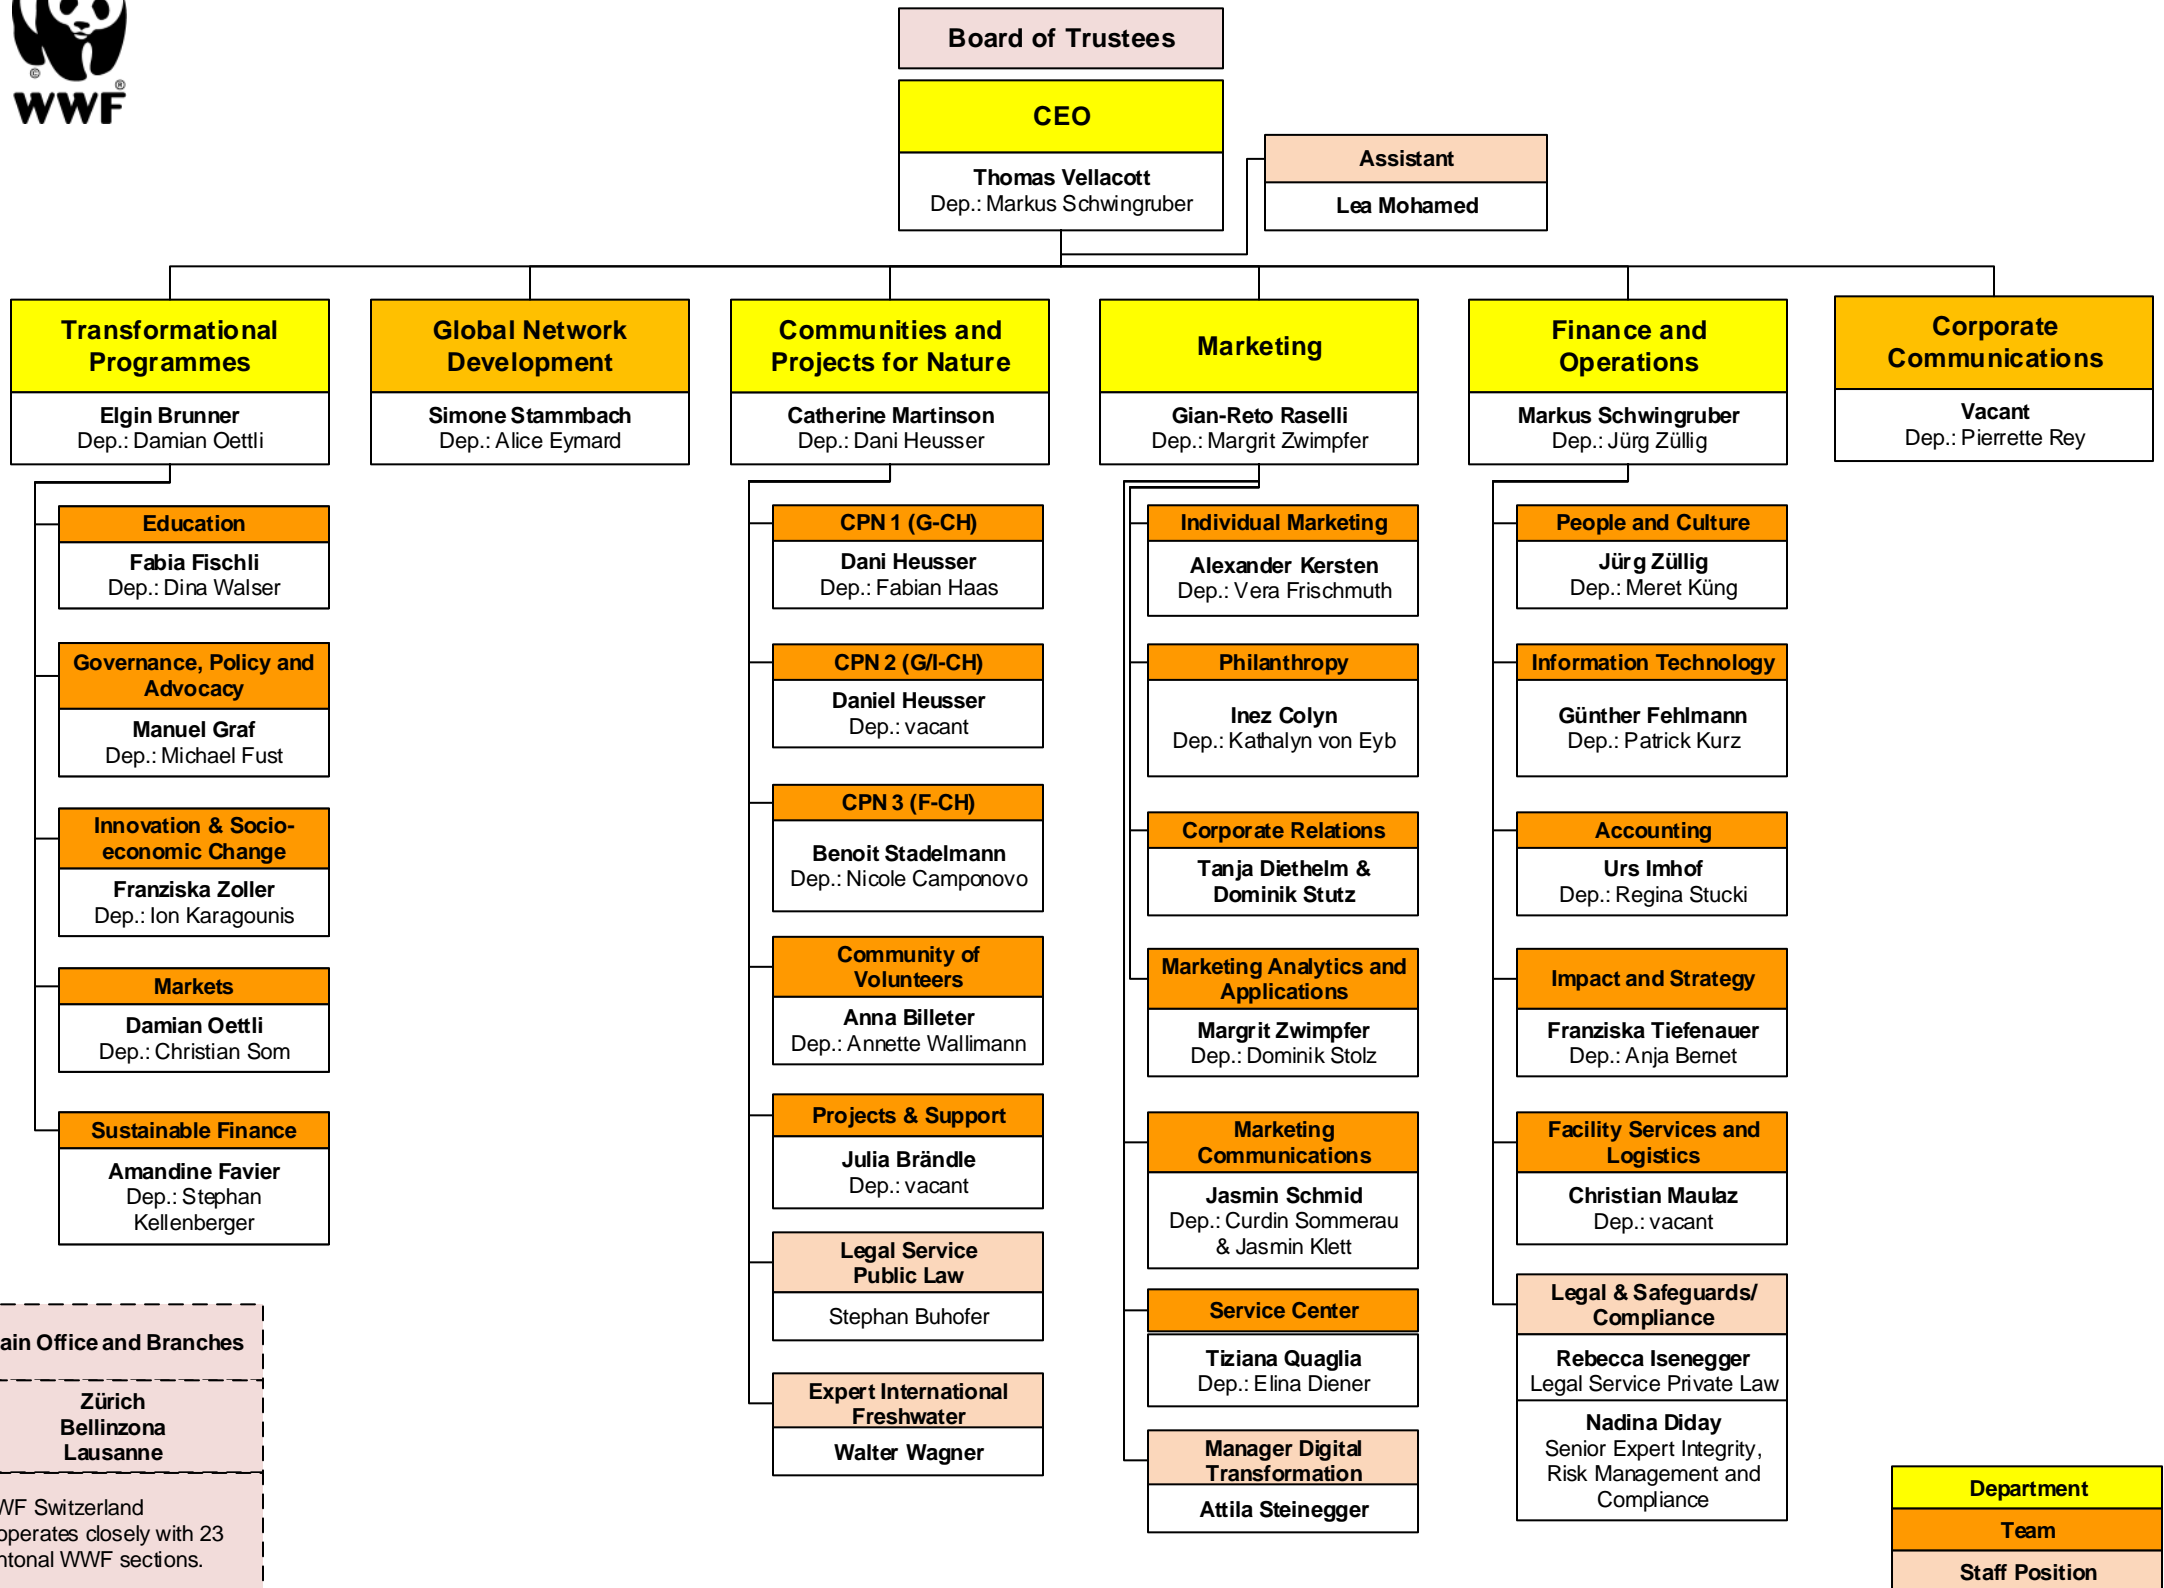 ©
®
WWF
Board of Trustees
CEO
Thomas Vellacott
Dep.: Markus Schwingruber
Assistant
Lea Mohamed
Transformational
Programmes
Elgin Brunner
Dep.: Damian Oettli
Global Network
Development
Simone Stammbach
Dep.: Alice Eymard
Communities and
Projects for Nature
Catherine Martinson
Dep.: Dani Heusser
Marketing
Gian-Reto Raselli
Dep.: Margrit Zwimpfer
Finance and
Operations
Markus Schwingruber
Dep.: Jürg Züllig
Corporate
Communications
Vacant
Dep.: Pierrette Rey
Education
Fabia Fischli
Dep.: Dina Walser
Governance, Policy and
Advocacy
Manuel Graf
Dep.: Michael Fust
Innovation & Socio-
economic Change
Franziska Zoller
Dep.: Ion Karagounis
Markets
Damian Oettli
Dep.: Christian Som
Sustainable Finance
Amandine Favier
Dep.: Stephan
Kellenberger
CPN 1 (G-CH)
Dani Heusser
Dep.: Fabian Haas
CPN 2 (G/I-CH)
Daniel Heusser
Dep.: vacant
CPN 3 (F-CH)
Benoit Stadelmann
Dep.: Nicole Camponovo
Community of
Volunteers
Anna Billeter
Dep.: Annette Wallimann
Projects & Support
Julia Brändle
Dep.: vacant
Legal Service
Public Law
Stephan Buhofer
Expert International
Freshwater
Walter Wagner
Individual Marketing
Alexander Kersten
Dep.: Vera Frischmuth
Philanthropy
Inez Colyn
Dep.: Kathalyn von Eyb
Corporate Relations
Tanja Diethelm &
Dominik Stutz
Marketing Analytics and
Applications
Margrit Zwimpfer
Dep.: Dominik Stolz
Marketing
Communications
Jasmin Schmid
Dep.: Curdin Sommerau
& Jasmin Klett
Service Center
Tiziana Quaglia
Dep.: Elina Diener
Manager Digital
Transformation
Attila Steinegger
People and Culture
Jürg Züllig
Dep.: Meret Küng
Information Technology
Günther Fehlmann
Dep.: Patrick Kurz
Accounting
Urs Imhof
Dep.: Regina Stucki
Impact and Strategy
Franziska Tiefenauer
Dep.: Anja Bernet
Facility Services and
Logistics
Christian Maulaz
Dep.: vacant
Legal & Safeguards/
Compliance
Rebecca Isenegger
Legal Service Private Law
Nadina Diday
Senior Expert Integrity,
Risk Management and
Compliance
ain Office and Branches
Zürich
Bellinzona
Lausanne
WF Switzerland
operates closely with 23
ntonal WWF sections.
Department
Team
Staff Position